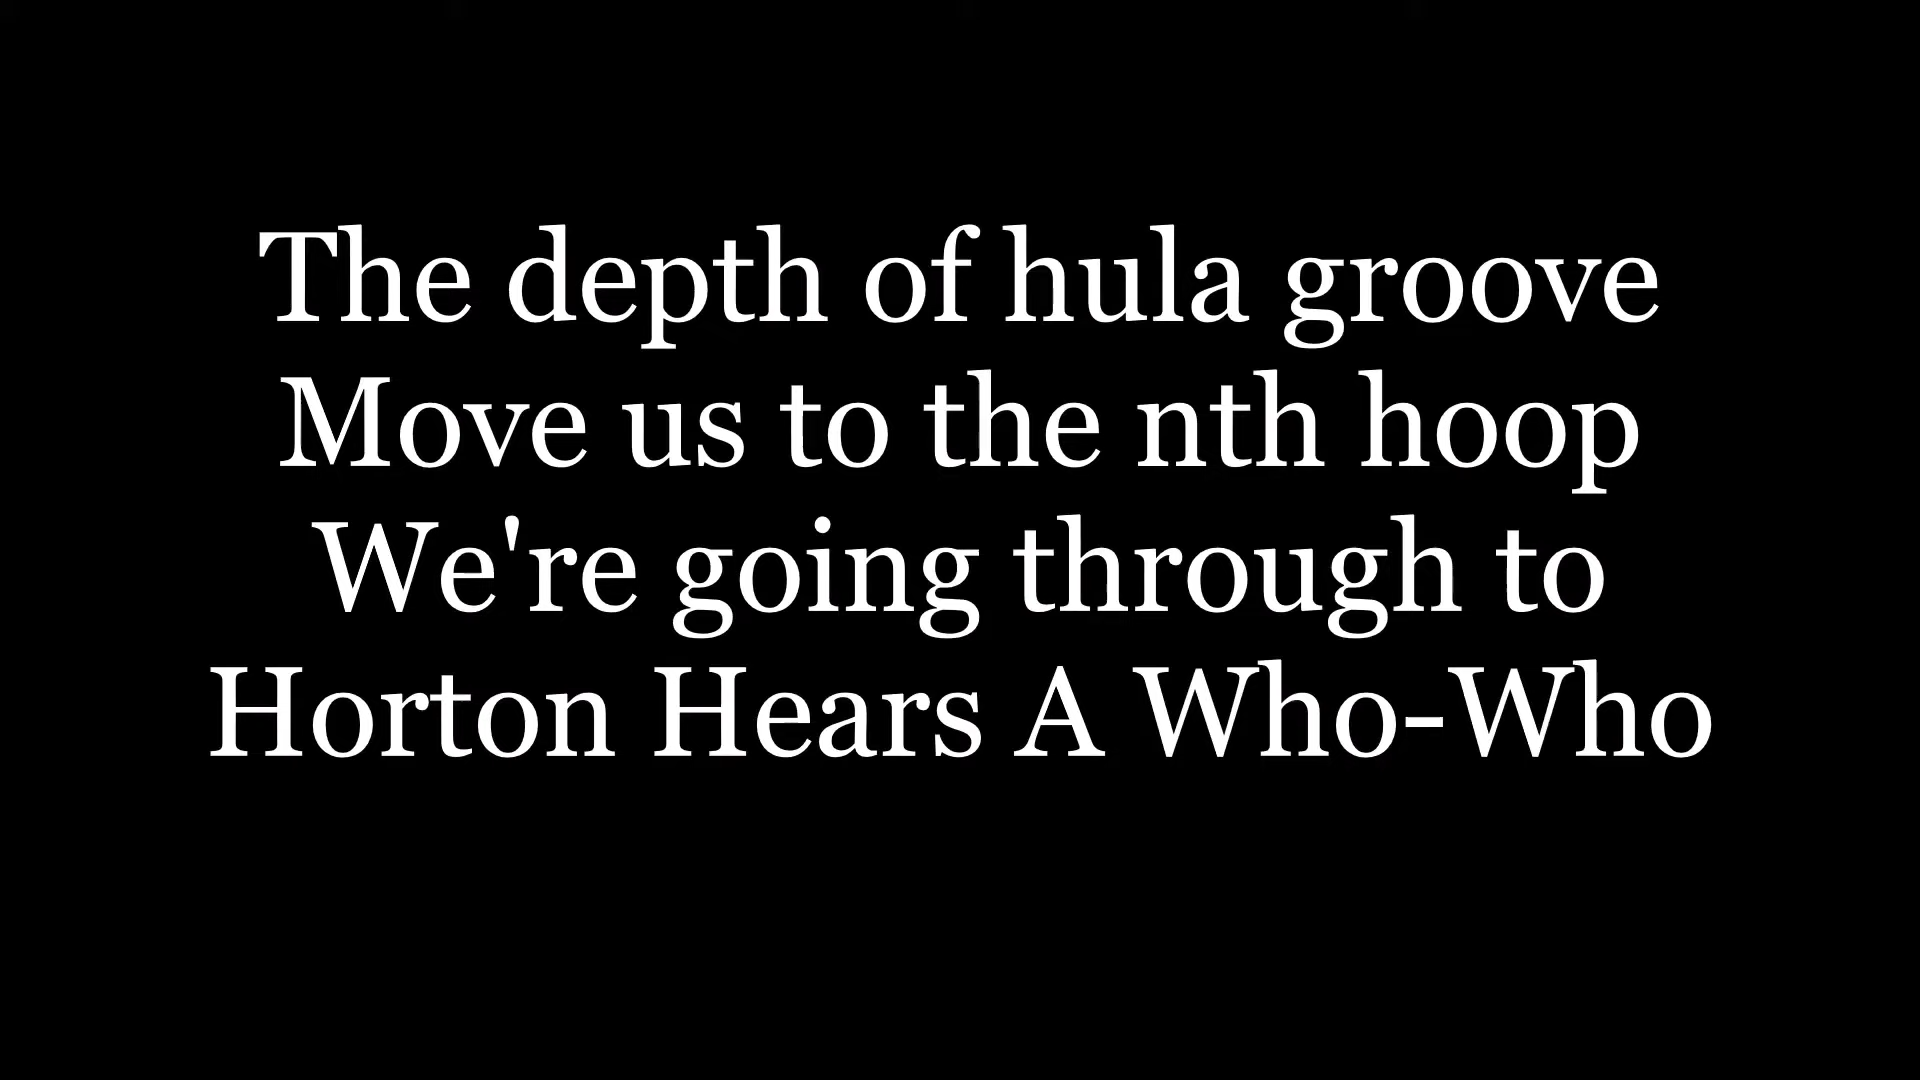 The depth of hula groove
Move us to the nth hoop
We're going through to
Horton Hears A Who-Who